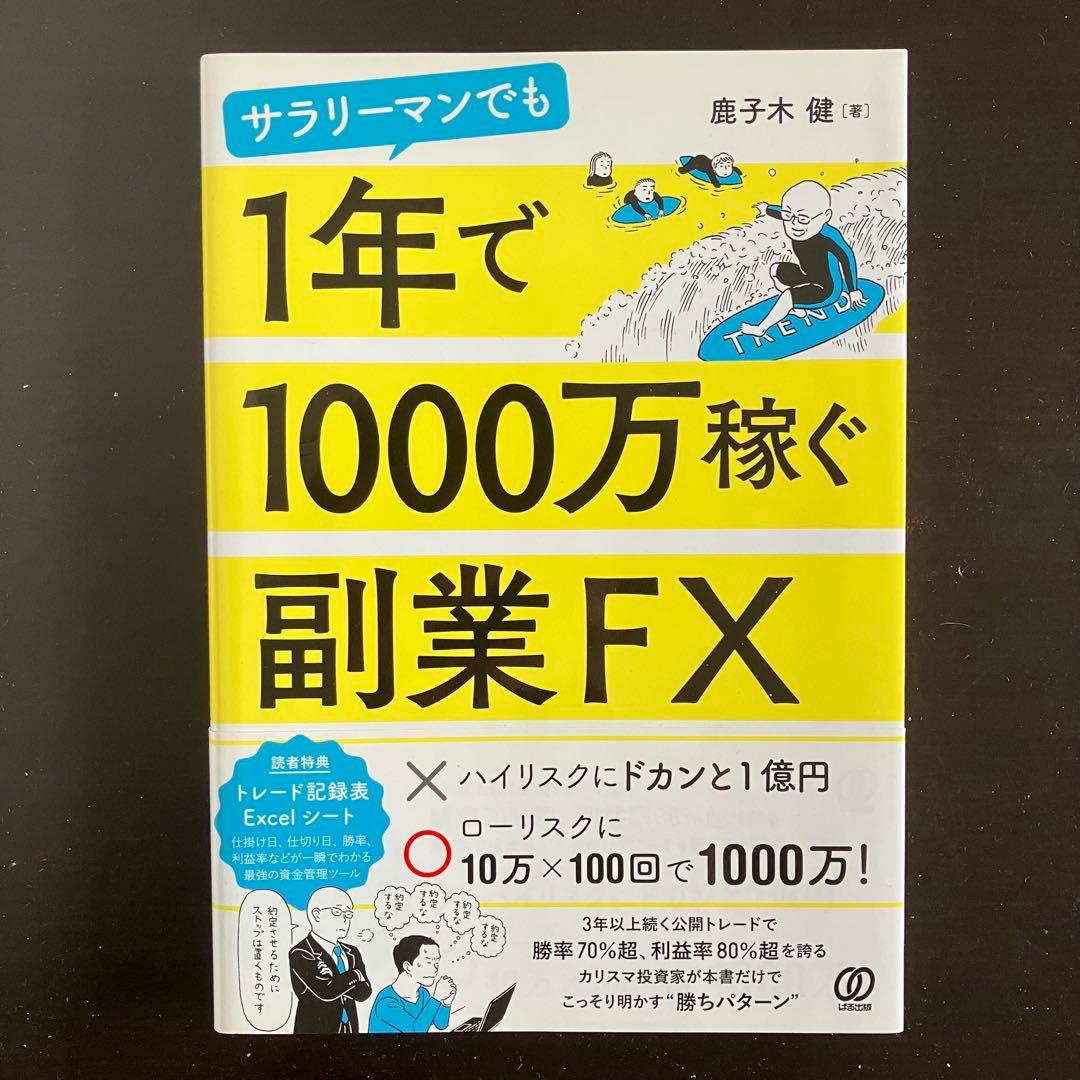 サラリーマンでも
鹿子木 健［著］
1年で
TREND
1000万稼ぐ
副業FX
読者特典
トレード記録表
Excelシート
仕掛け日、仕切り日、勝率、
利益率などが一瞬でわかる
最強の資金管理ツール
×ハイリスクにドカンと1億円
○ローリスクに
10万×100回で1000万!
約定させるために
ストップは置くものです
約定
するな
約定
するな
約定
するな
約定
するな
3年以上続く公開トレードで
勝率70%超、利益率80%超を誇る
カリスマ投資家が本書だけで
こっそり明かす“勝ちパターン”
ぱる出版